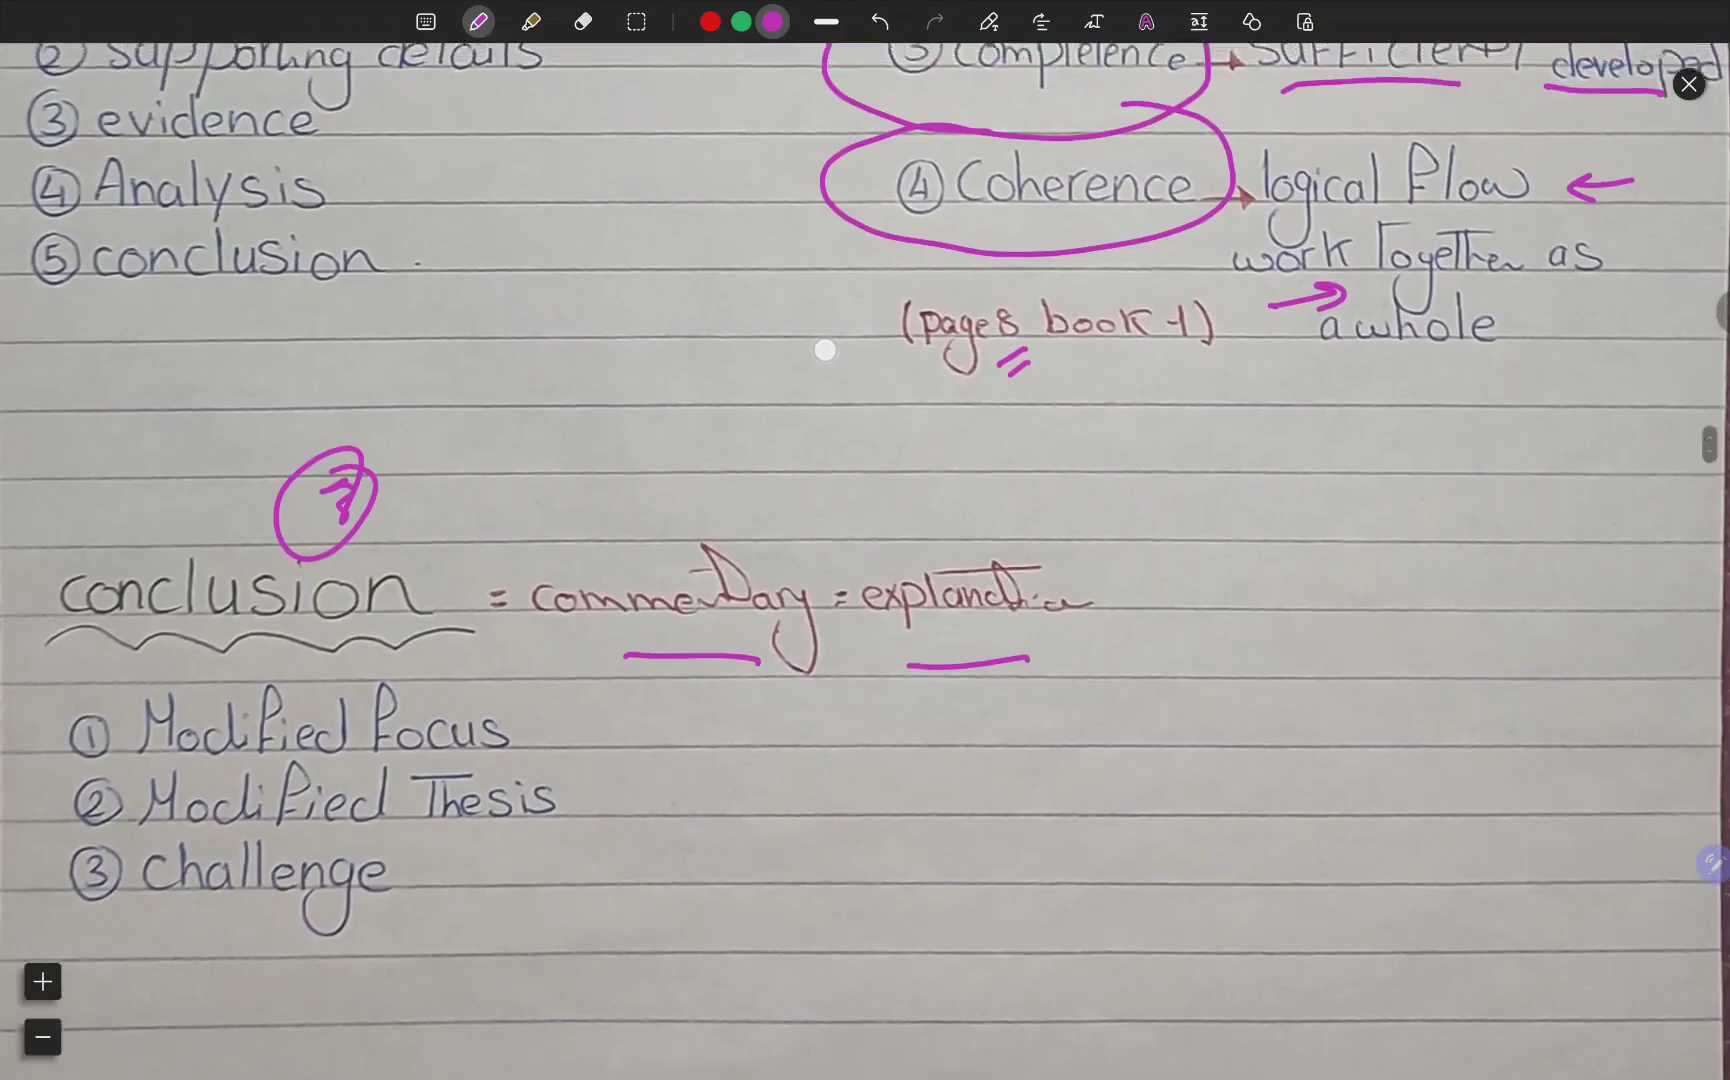 ② supporting details
③ evidence
④ Analysis
⑤ conclusion .
③ Completence → sufficiently developed
④ Coherence → logical flow
work Together as
a whole
(page 8 book-1)
conclusion = commentary = explanation
① Modified focus
② Modified Thesis
③ challenge